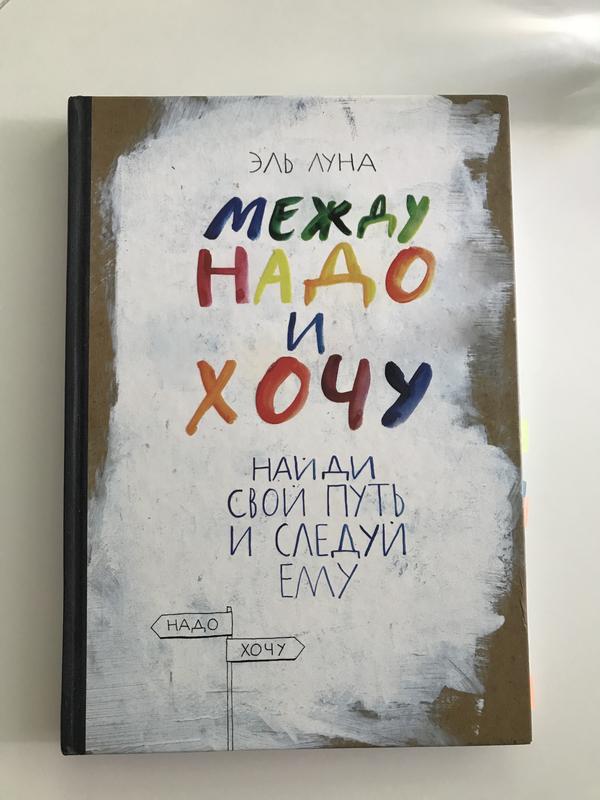 ЭЛЬ ЛУНА
МЕЖДУ
НАДО
И
ХОЧУ
НАЙДИ
СВОЙ ПУТЬ
И СЛЕДУЙ
ЕМУ
НАДО
ХОЧУ